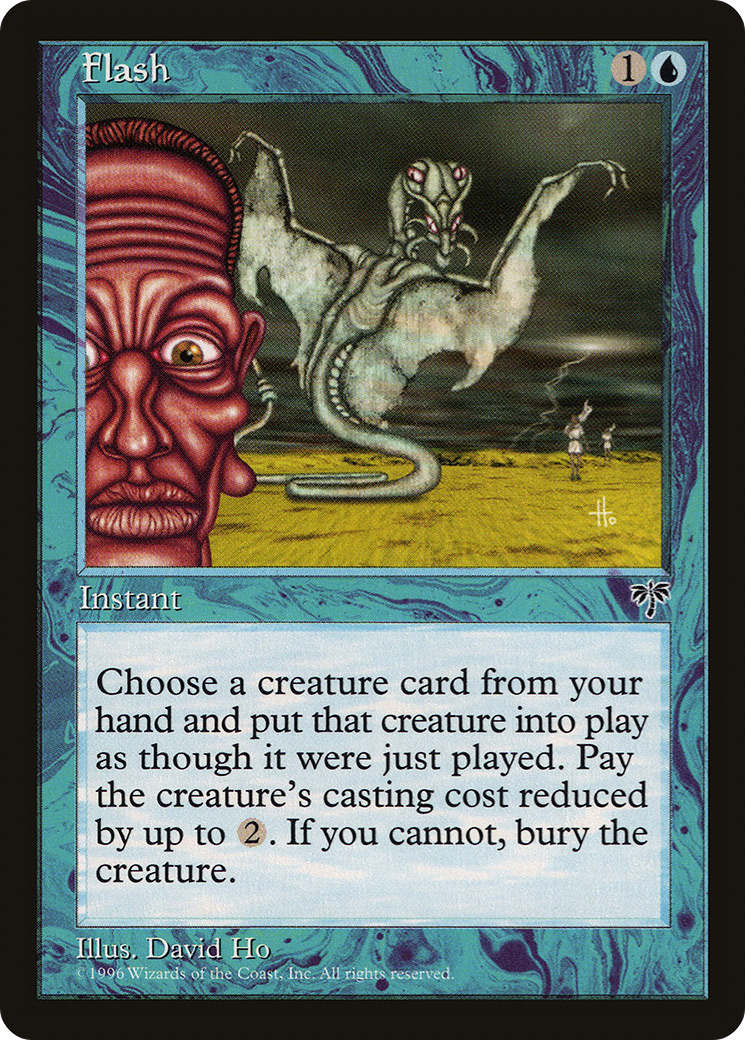 Flash 1
Ho
Instant
Choose a creature card from your
hand and put that creature into play
as though it were just played. Pay
the creature's casting cost reduced
by up to 2. If you cannot, bury the
creature.
Illus. David Ho
©1996 Wizards of the Coast, Inc. All rights reserved.